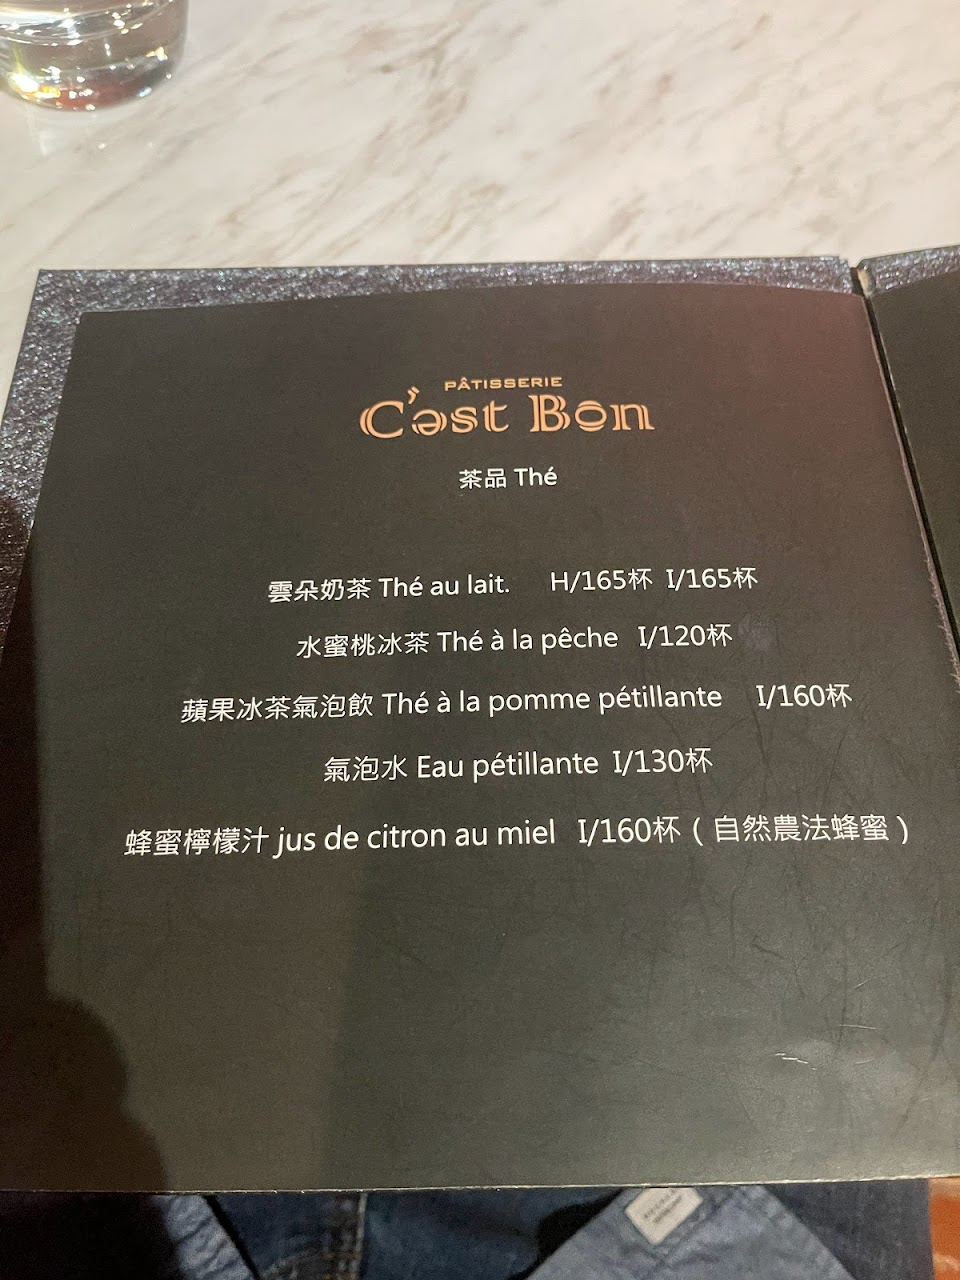 PÂTISSERIE
C'est Bon
茶品 Thé
雲朵奶茶 Thé au lait. H/165杯 I/165杯
水蜜桃冰茶 Thé à la pêche I/120杯
蘋果冰茶氣泡飲 Thé à la pomme pétillante I/160杯
氣泡水 Eau pétillante I/130杯
蜂蜜檸檬汁 jus de citron au miel I/160杯 ( 自然農法蜂蜜 )